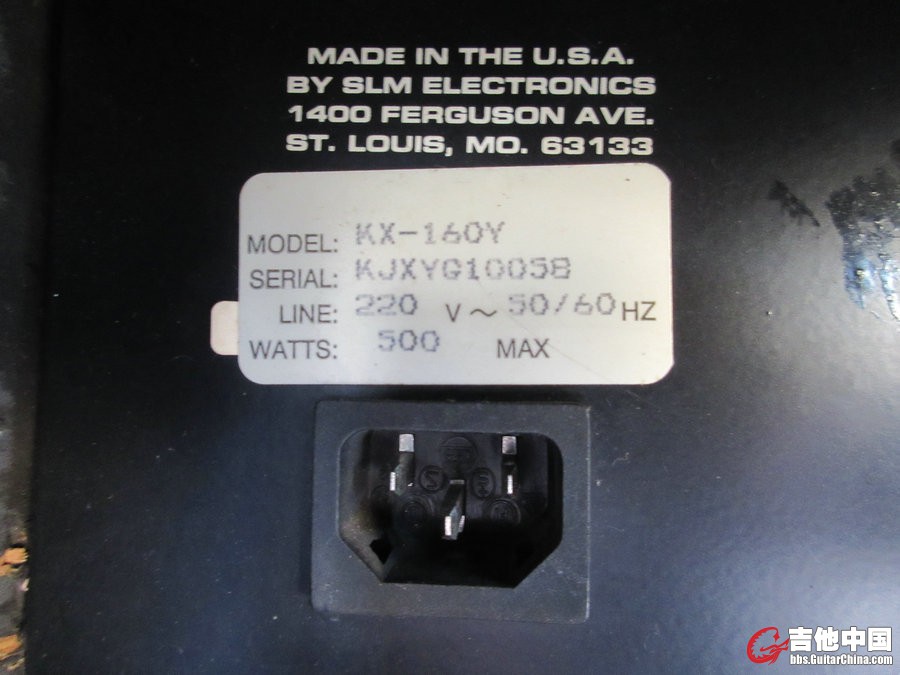 MADE IN THE U.S.A.
BY SLM ELECTRONICS
1400 FERGUSON AVE.
ST. LOUIS, MO. 63133
MODEL: KX-160Y
SERIAL: KJXYG10058
LINE: 220 V ~ 50/60 HZ
WATTS: 500 MAX
吉他中国
bbs.GuitarChina.com